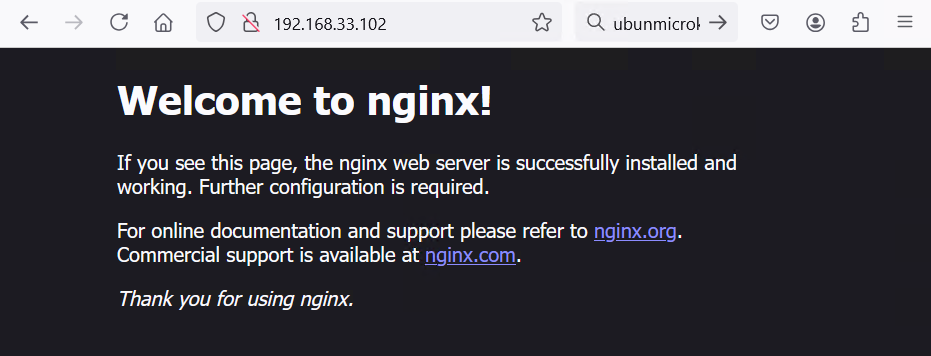 192.168.33.102
ubunmicrok
Welcome to nginx!
If you see this page, the nginx web server is successfully installed and
working. Further configuration is required.
For online documentation and support please refer to nginx.org.
Commercial support is available at nginx.com.
Thank you for using nginx.